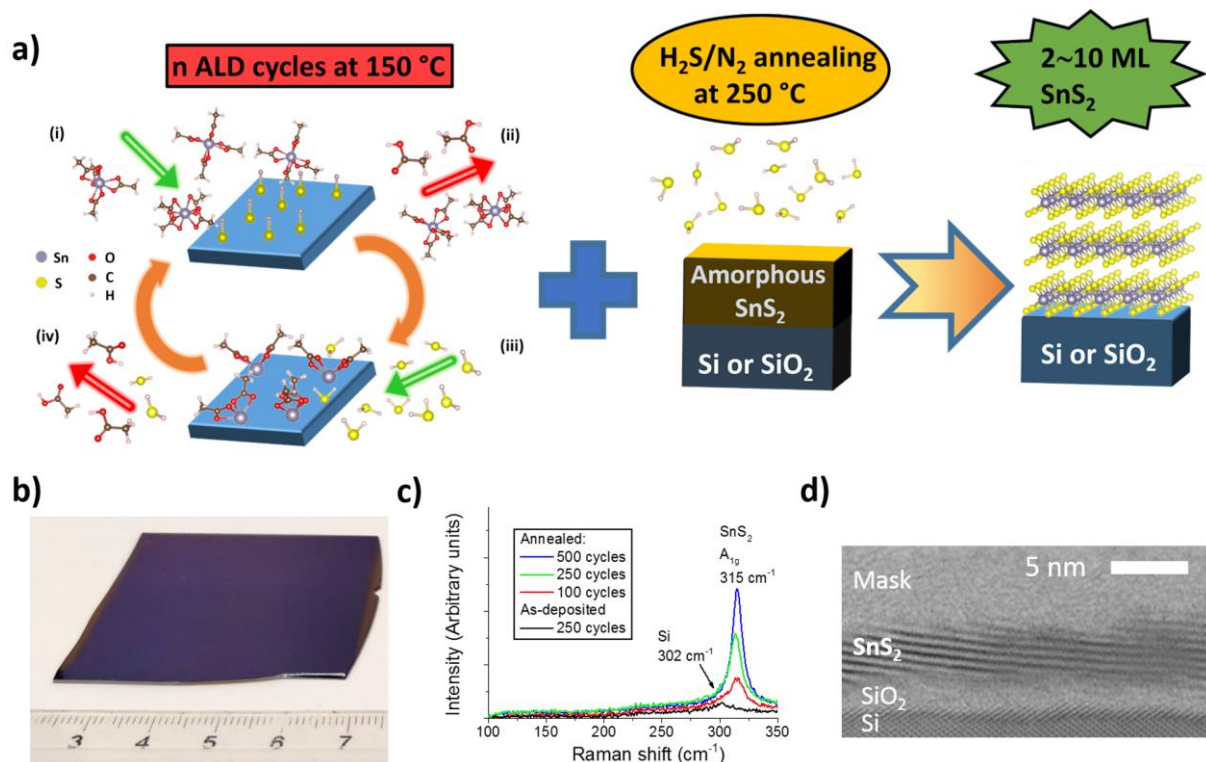 a)
n ALD cycles at 150 °C
H₂S/N₂ annealing
at 250 °C
2~10 ML
SnS₂
(i)
(ii)
Sn
O
S
C
H
(iv)
(iii)
Amorphous
SnS₂
Si or SiO₂
Si or SiO₂
b)
3 4 5 6 7
c)
Intensity (Arbitrary units)
Annealed:
500 cycles
250 cycles
100 cycles
As-deposited
250 cycles
SnS₂
A₁g
315 cm⁻¹
Si
302 cm⁻¹
100 150 200 250 300 350
Raman shift (cm⁻¹)
d)
Mask
5 nm
SnS₂
SiO₂
Si